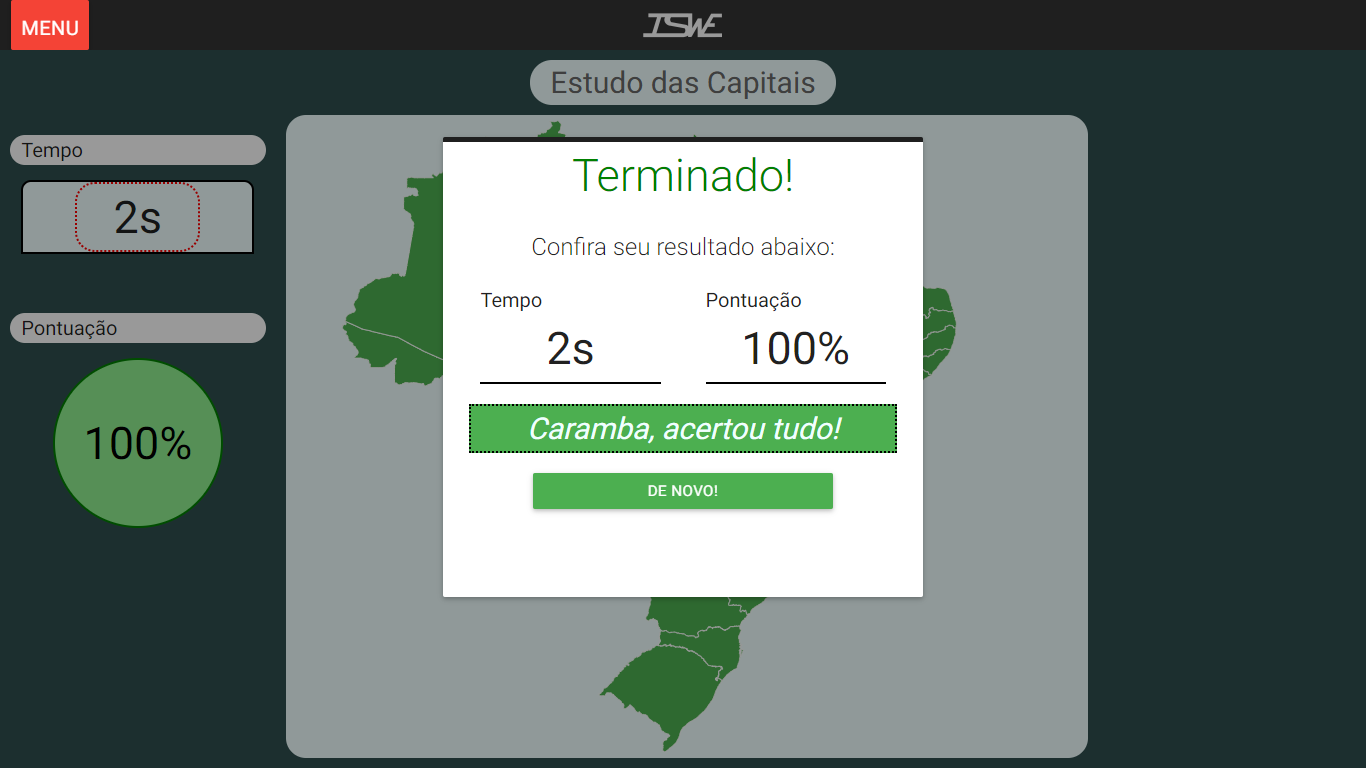 MENU
ISWE
Estudo das Capitais
Tempo
2s
Pontuação
100%
Terminado!
Confira seu resultado abaixo:
Tempo Pontuação
2s 100%
Caramba, acertou tudo!
DE NOVO!